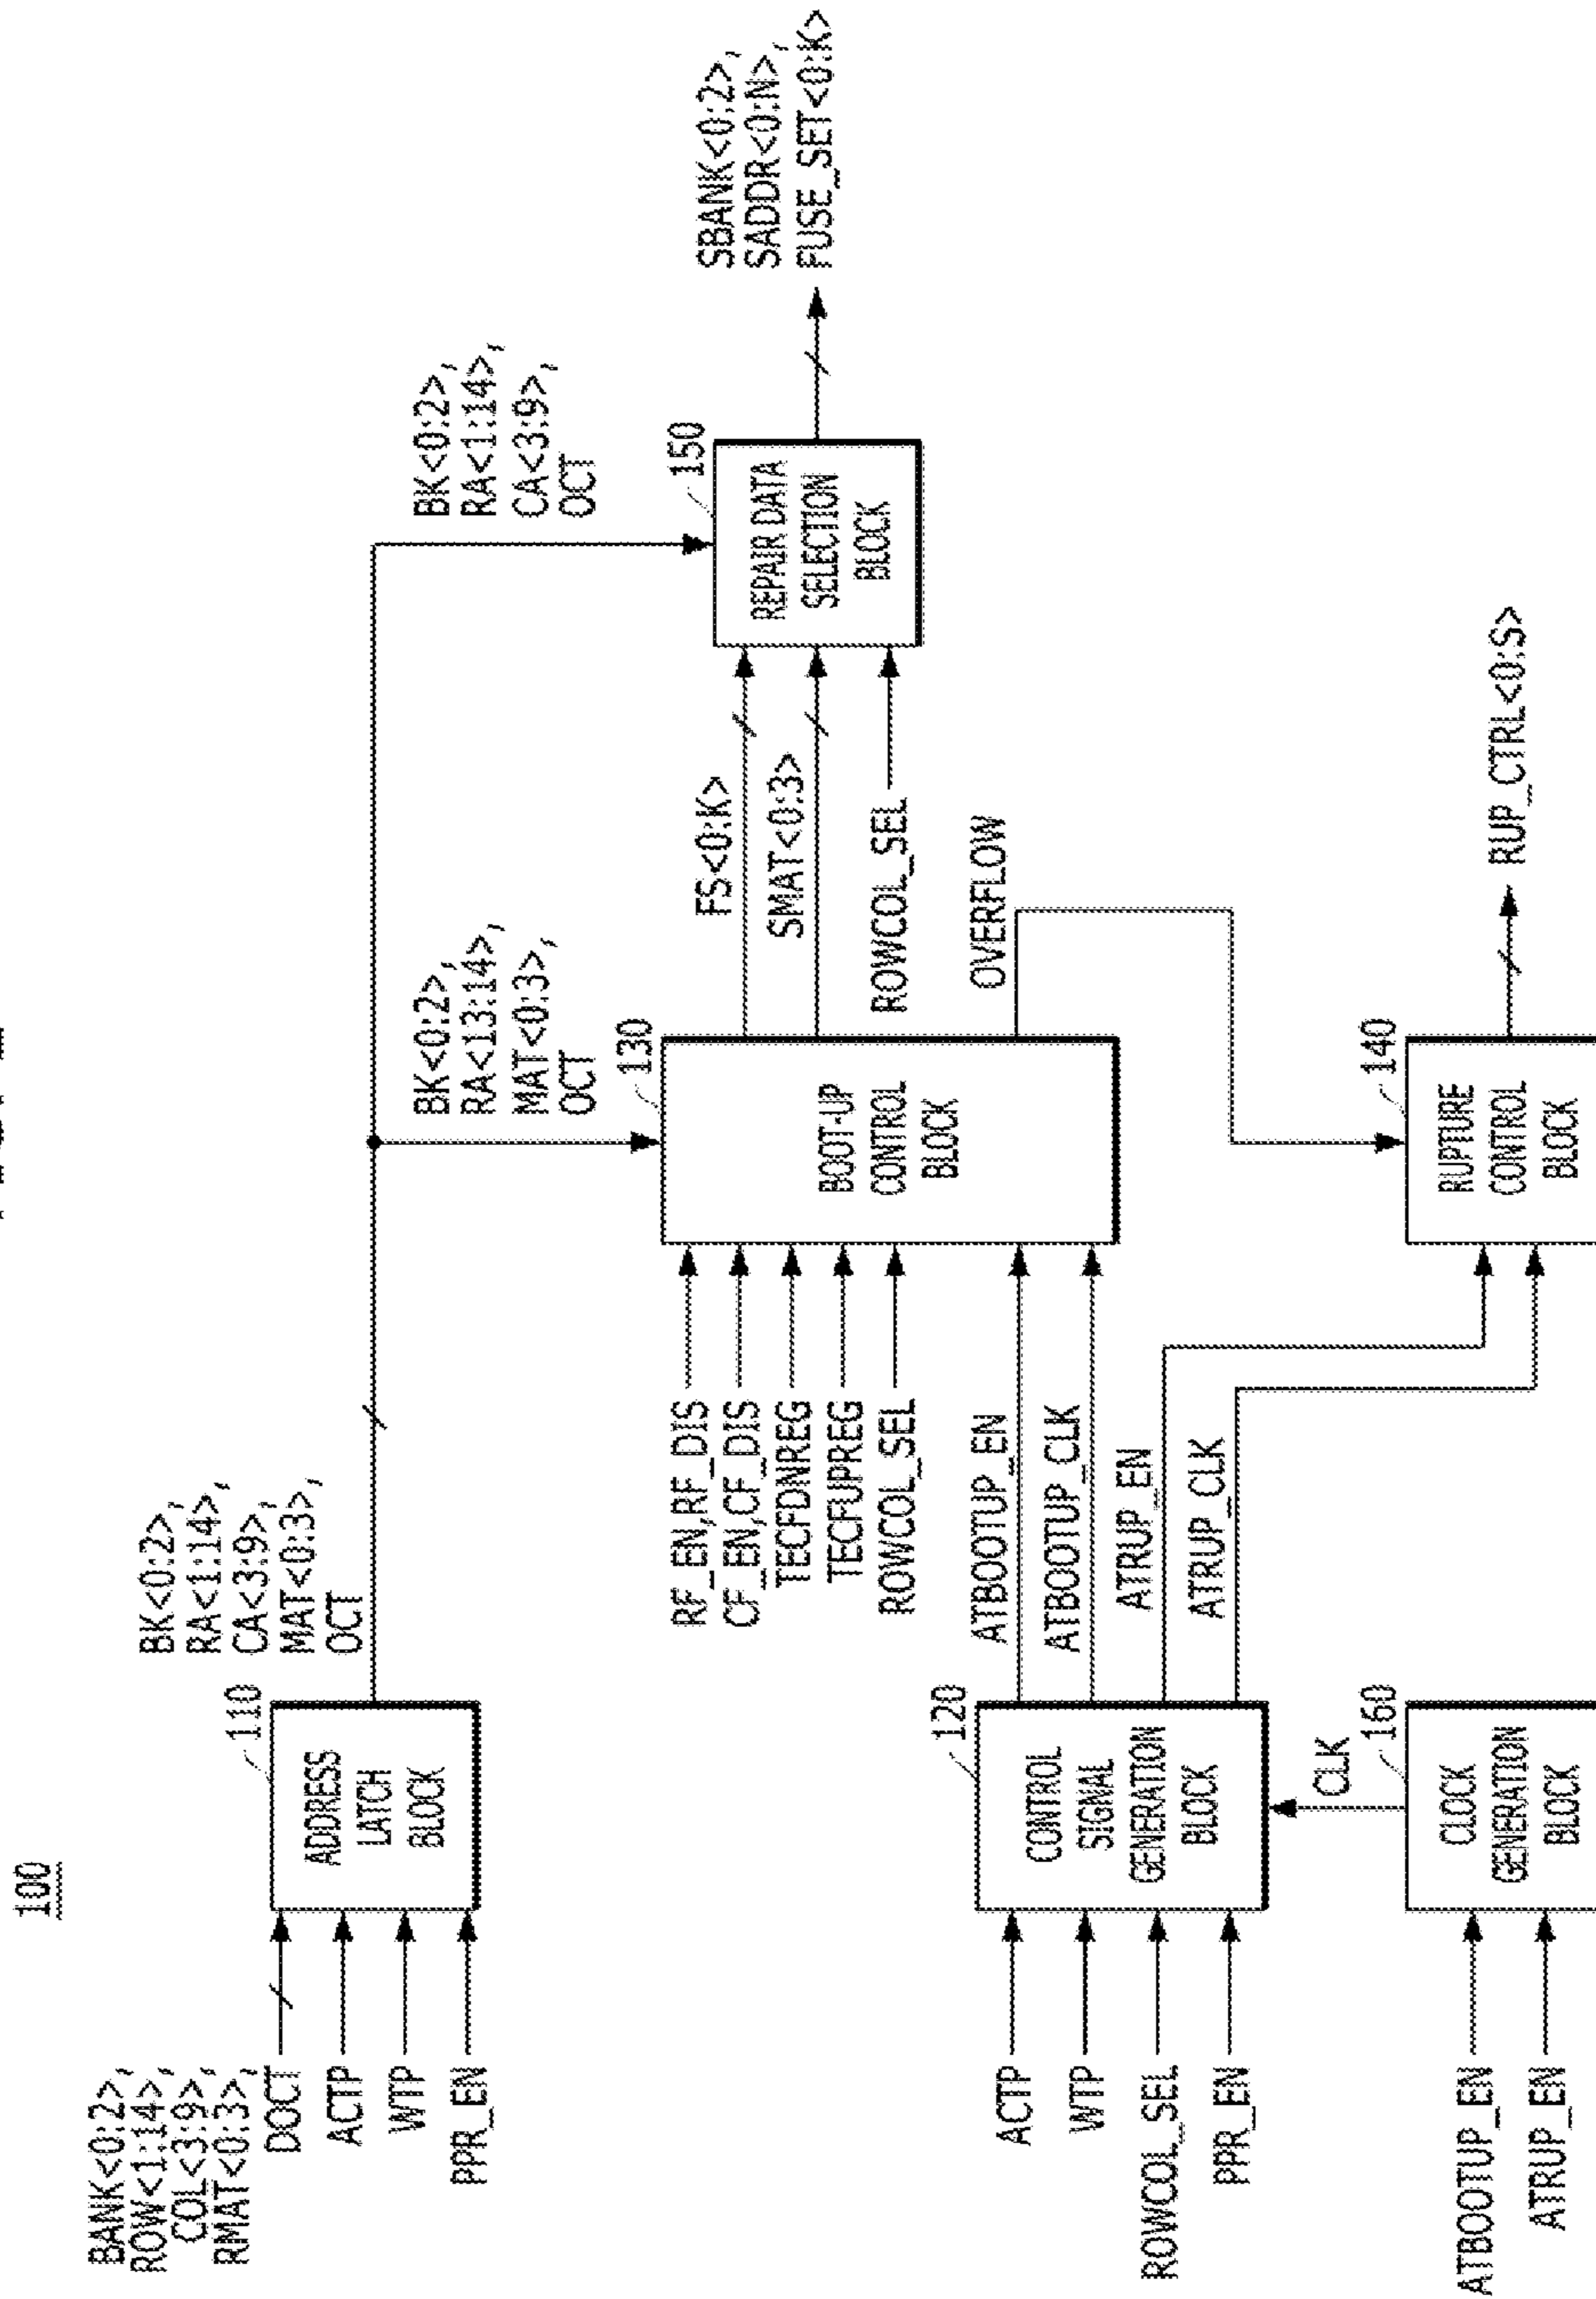 100
BANK<0:2>,
ROW<1:14>,
COL<3:9>,
RMAT<0:3>,
DOCT
ACTP
WTP
PPR_EN
110
ADDRESS
LATCH
BLOCK
BK<0:2>,
RA<1:14>,
CA<3:9>,
MAT<0:3>,
OCT
BK<0:2>,
RA<13:14>,
MAT<0:3>,
OCT
BK<0:2>,
RA<1:14>,
CA<3:9>,
OCT
RF_EN,RF_DIS
CF_EN,CF_DIS
TECFDNREG
TECFUPREG
ROWCOL_SEL
130
BOOT-UP
CONTROL
BLOCK
FS<0:K>
SMAT<0:3>
ROWCOL_SEL
OVERFLOW
150
REPAIR DATA
SELECTION
BLOCK
SBANK<0:2>,
SADDR<0:N>,
FUSE_SET<0:K>
ACTP
WTP
ROWCOL_SEL
PPR_EN
120
CONTROL
SIGNAL
GENERATION
BLOCK
ATBOOTUP_EN
ATBOOTUP_CLK
ATRUP_EN
ATRUP_CLK
CLK
ATBOOTUP_EN
ATRUP_EN
160
CLOCK
GENERATION
BLOCK
140
RUPTURE
CONTROL
BLOCK
RUP_CTRL<0:S>